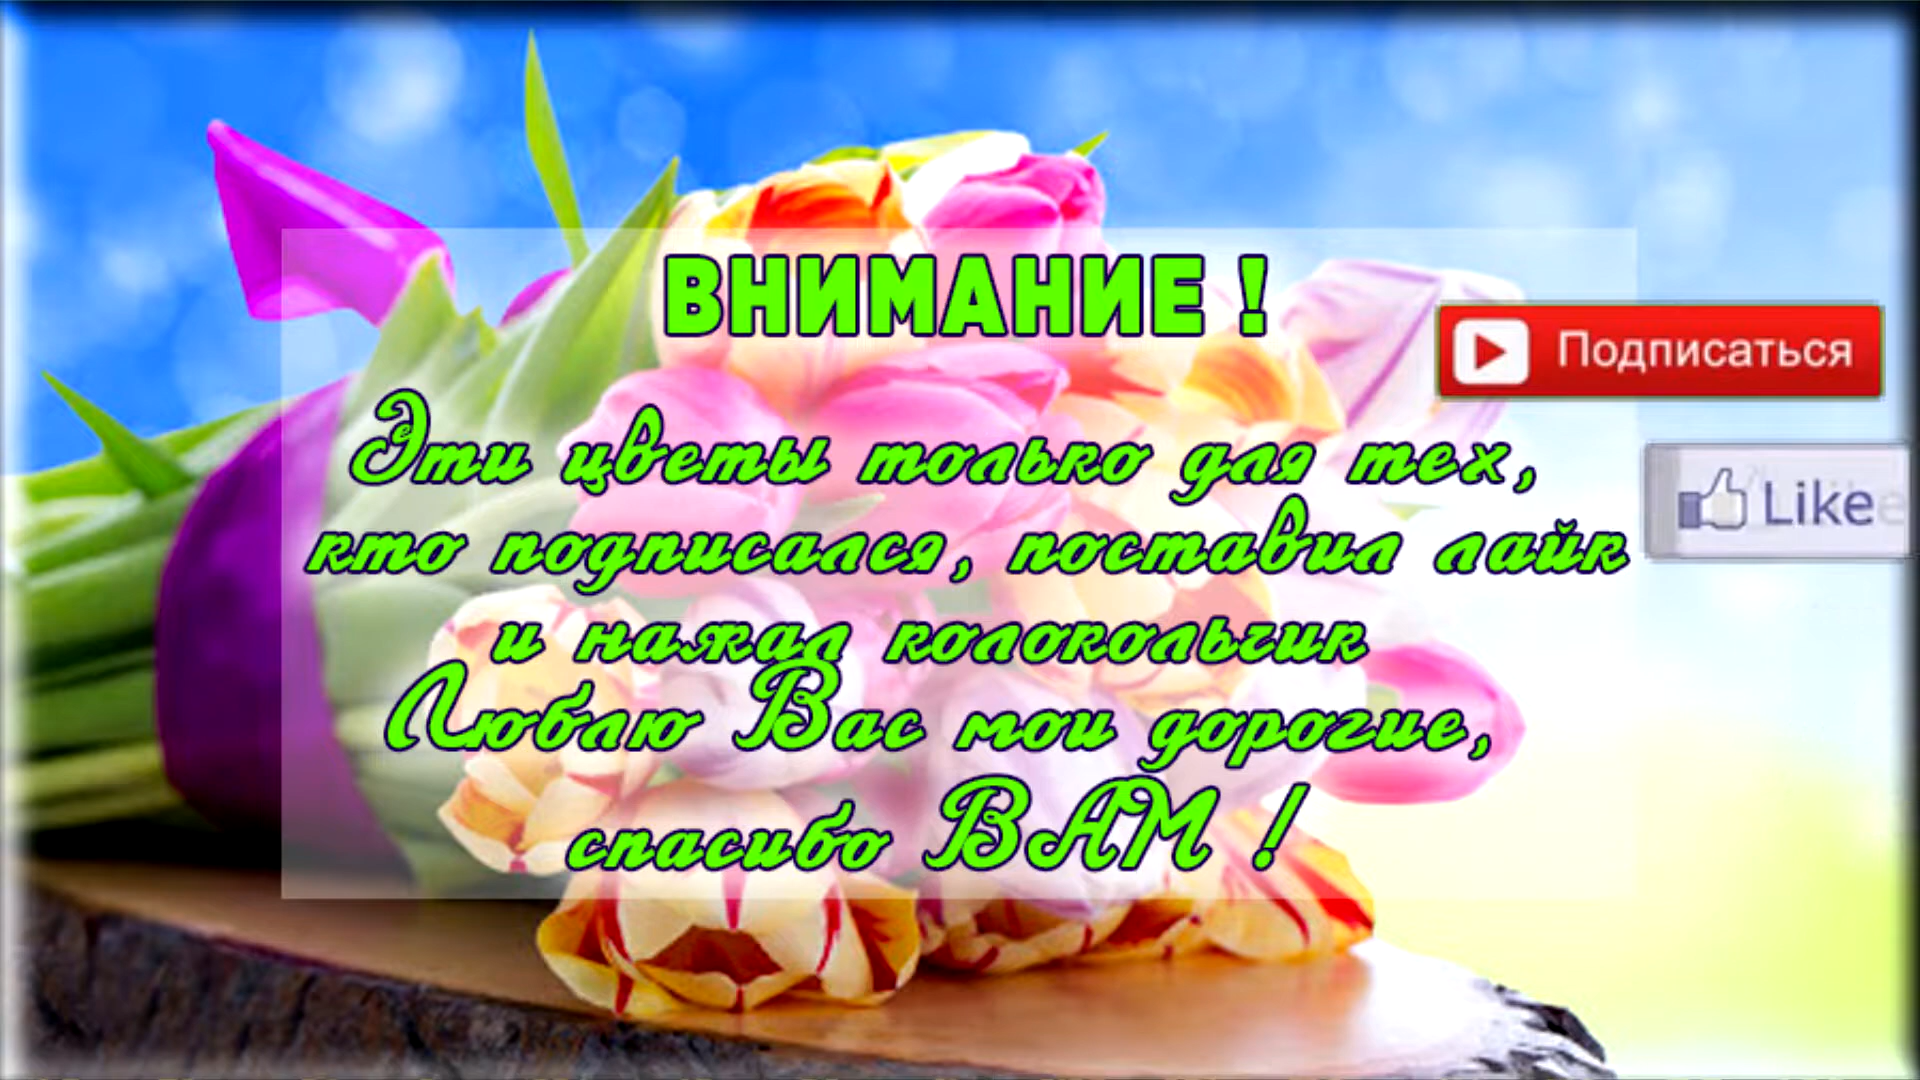 ВНИМАНИЕ !
Подписаться
Эти цветы только для тех,
кто подписался, поставил лайк
Like
и нажал колокольчик
Люблю Вас мои дорогие,
спасибо ВАМ !